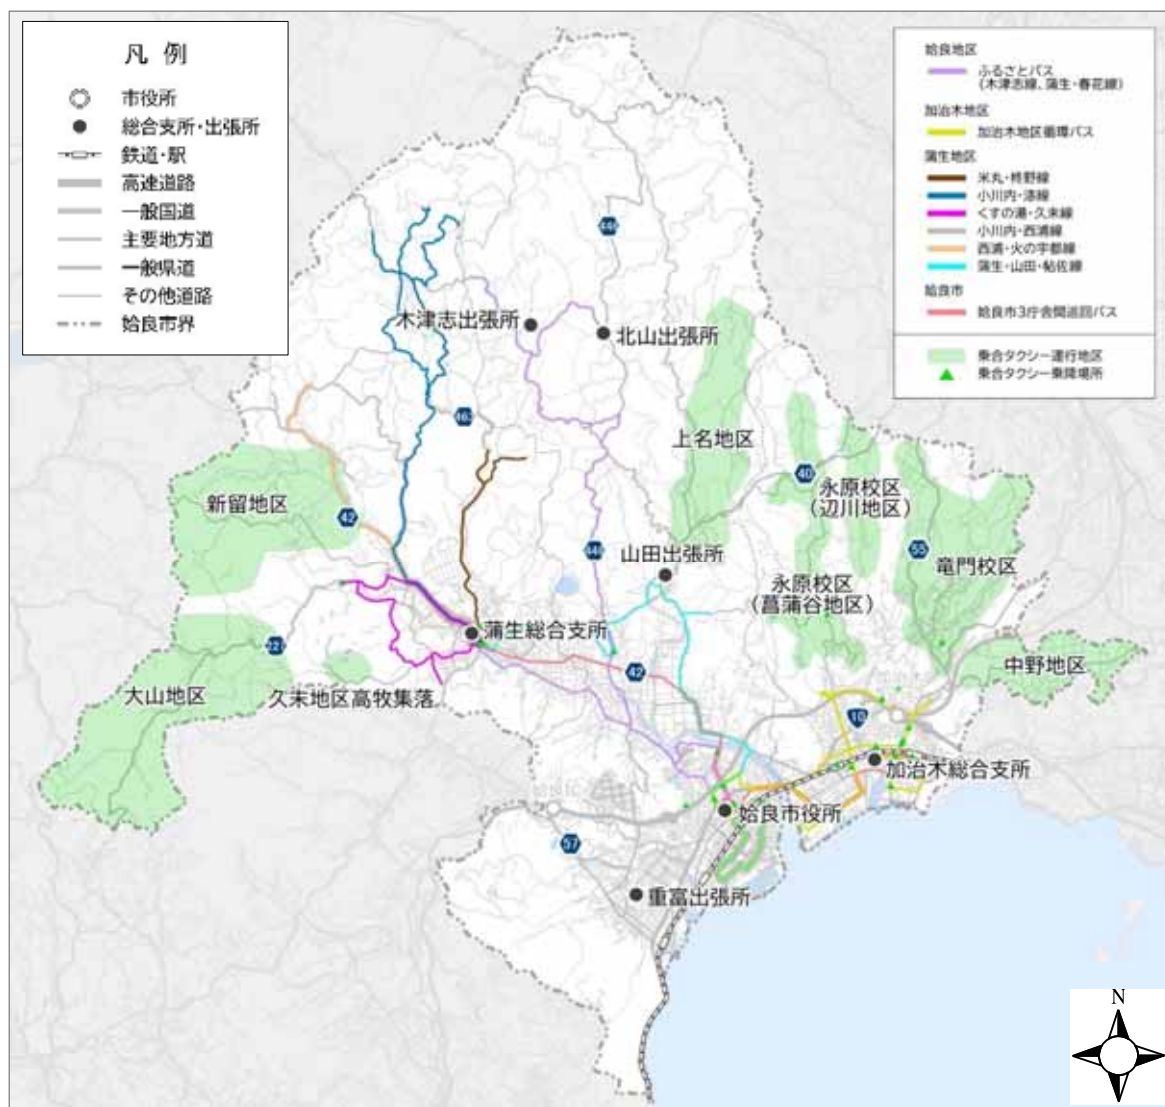 凡例
市役所
総合支所・出張所
鉄道・駅
高速道路
一般国道
主要地方道
一般県道
その他道路
姶良市界
姶良地区
ふるさとバス
(木津志線、蒲生・春花線)
加治木地区
加治木地区循環バス
蒲生地区
米丸・柊野線
小川内・漆線
くすの湯・久末線
小川内・西浦線
西浦・火の宇都線
蒲生・山田・帖佐線
姶良市
姶良市3庁舎間巡回バス
乗合タクシー運行地区
乗合タクシー乗降場所
446
木津志出張所
北山出張所
463
上名地区
40
永原校区
(辺川地区)
新留地区
42
446
山田出張所
55
竜門校区
永原校区
(菖蒲谷地区)
蒲生総合支所
大山地区
久末地区高牧集落
42
中野地区
10
加治木総合支所
姶良市役所
57
重富出張所
N